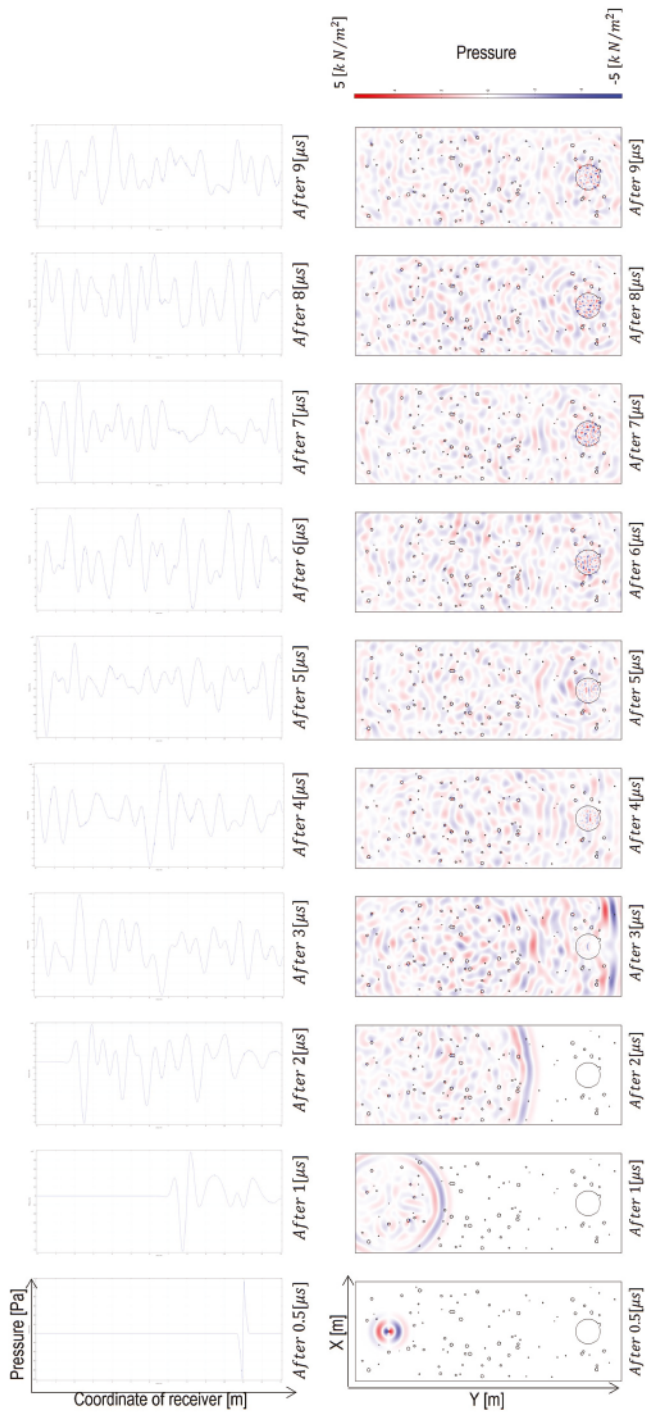 5 [k N/m²]
Pressure
-5 [k N/m²]
After 9[μs]
After 8[μs]
After 7[μs]
After 6[μs]
After 5[μs]
After 4[μs]
After 3[μs]
After 2[μs]
After 1[μs]
After 0.5[μs]
Pressure [Pa]
Coordinate of receiver [m]
After 9[μs]
After 8[μs]
After 7[μs]
After 6[μs]
After 5[μs]
After 4[μs]
After 3[μs]
After 2[μs]
After 1[μs]
After 0.5[μs]
X [m]
Y [m]